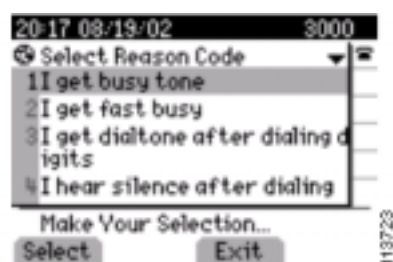 20:17 08/19/02 3000
Select Reason Code
1 I get busy tone
2 I get fast busy
3 I get dialtone after dialing d
igits
4 I hear silence after dialing
Make Your Selection...
Select Exit
113723